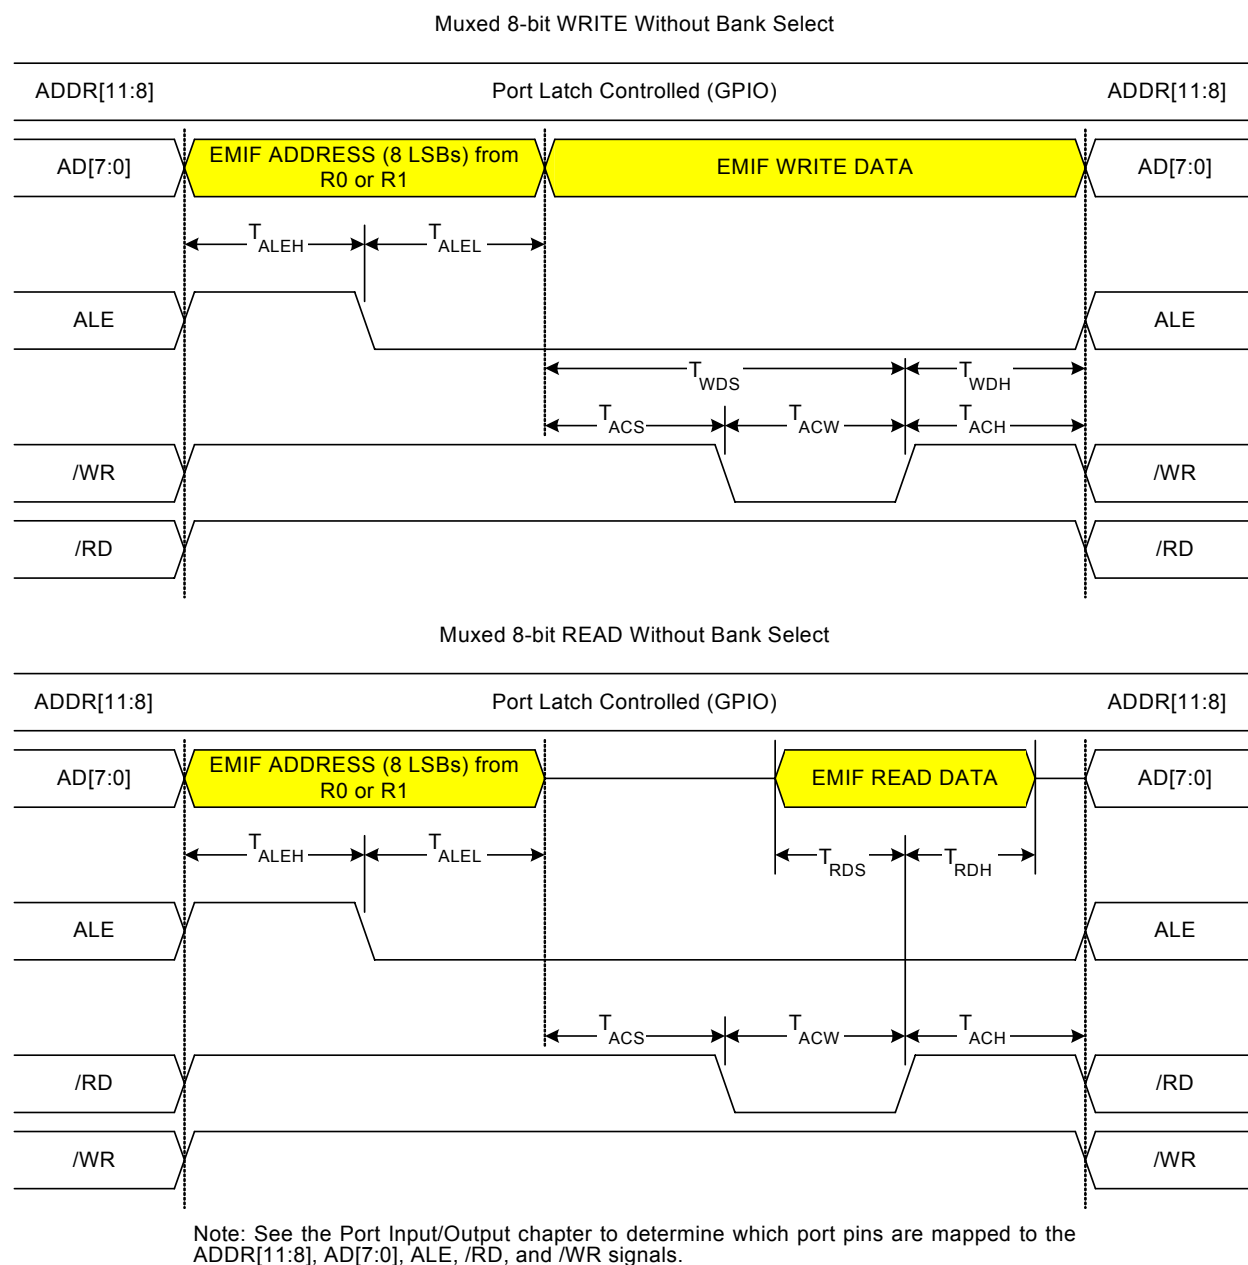 Muxed 8-bit WRITE Without Bank Select
ADDR[11:8] Port Latch Controlled (GPIO) ADDR[11:8]
AD[7:0] EMIF ADDRESS (8 LSBs) from R0 or R1 EMIF WRITE DATA AD[7:0]
TALEH TALEL
ALE ALE
TWDS TWDH
TACS TACW TACH
/WR /WR
/RD /RD
Muxed 8-bit READ Without Bank Select
ADDR[11:8] Port Latch Controlled (GPIO) ADDR[11:8]
AD[7:0] EMIF ADDRESS (8 LSBs) from R0 or R1 EMIF READ DATA AD[7:0]
TALEH TALEL TRDS TRDH
ALE ALE
TACS TACW TACH
/RD /RD
/WR /WR
Note: See the Port Input/Output chapter to determine which port pins are mapped to the
ADDR[11:8], AD[7:0], ALE, /RD, and /WR signals.